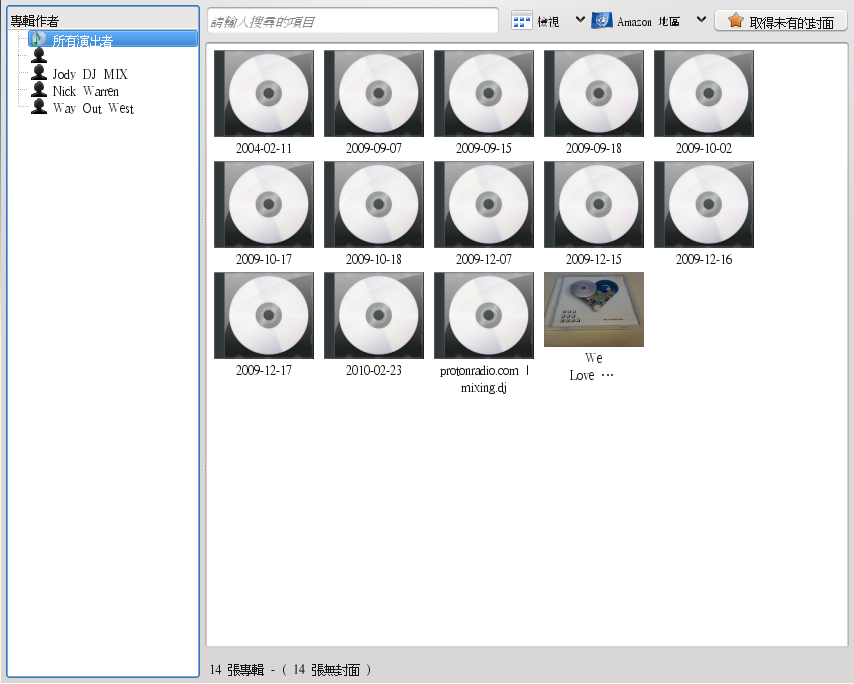 專輯作者
所有演出者
Jody DJ MIX
Nick Warren
Way Out West
請輸入搜尋的項目
檢視
Amazon 地區
取得未有的封面
2004-02-11
2009-09-07
2009-09-15
2009-09-18
2009-10-02
2009-10-17
2009-10-18
2009-12-07
2009-12-15
2009-12-16
2009-12-17
2010-02-23
protonradio.com |
mixing.dj
We
Love …
14 張專輯 - ( 14 張無封面 )